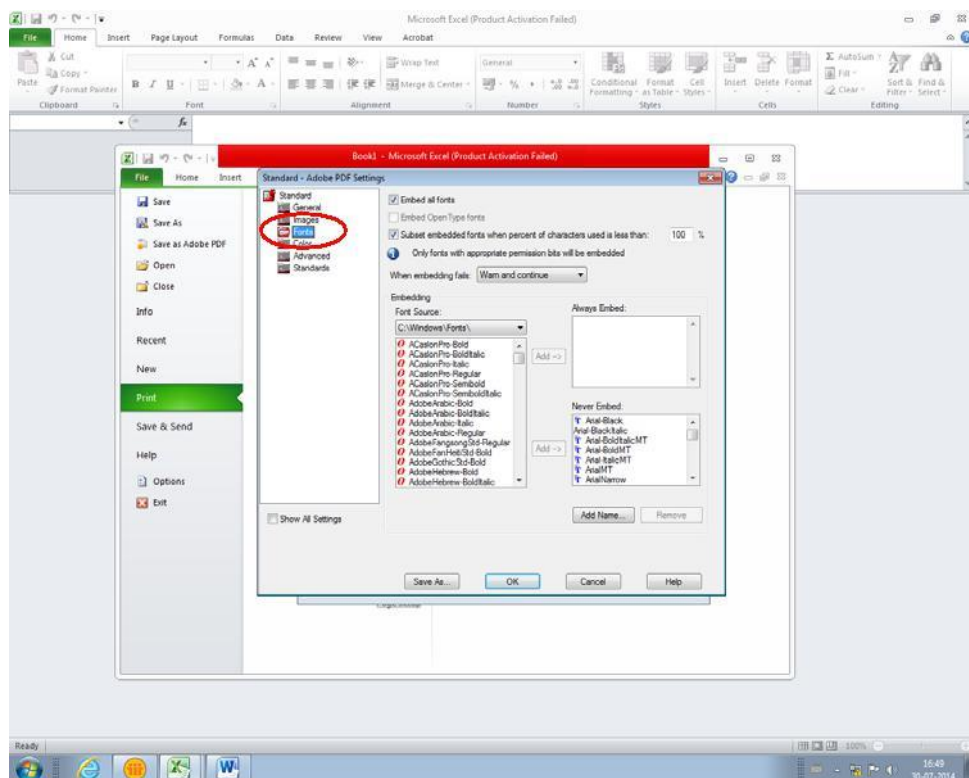 Microsoft Excel (Product Activation Failed)
File Home Insert Page Layout Formulas Data Review View Acrobat
Cut
Copy
Format Painter
Paste
Wrap Text
Merge & Center
General
Conditional Formatting
Format as Table
Cell Styles
Insert Delete Format
AutoSum
Fill
Clear
Sort & Filter
Find & Select
Clipboard Font Alignment Number Styles Cells Editing
fx
Book1 - Microsoft Excel (Product Activation Failed)
File Home Insert
Save
Save As
Save as Adobe PDF
Open
Close
Info
Recent
New
Print
Save & Send
Help
Options
Exit
Standard - Adobe PDF Settings
Standard
General
Images
Fonts
Color
Advanced
Standards
Show All Settings
Embed all fonts
Embed OpenType fonts
Subset embedded fonts when percent of characters used is less than: 100 %
Only fonts with appropriate permission bits will be embedded
When embedding fails: Warn and continue
Embedding
Font Source:
C:\Windows\Fonts\
ACaslonPro-Bold
ACaslonPro-BoldItalic
ACaslonPro-Italic
ACaslonPro-Regular
ACaslonPro-Semibold
ACaslonPro-SemiboldItalic
AdobeArabic-Bold
AdobeArabic-BoldItalic
AdobeArabic-Italic
AdobeArabic-Regular
AdobeFangsongStd-Regular
AdobeFanHeitiStd-Bold
AdobeGothicStd-Bold
AdobeHebrew-Bold
AdobeHebrew-BoldItalic
Add ->
Add ->
Always Embed:
Never Embed:
Arial-Black
Arial-BlackItalic
Arial-BoldItalicMT
Arial-BoldMT
Arial-ItalicMT
ArialMT
ArialNarrow
Add Name... Remove
Save As... OK Cancel Help
Ready
100%
16:49
30-07-2014